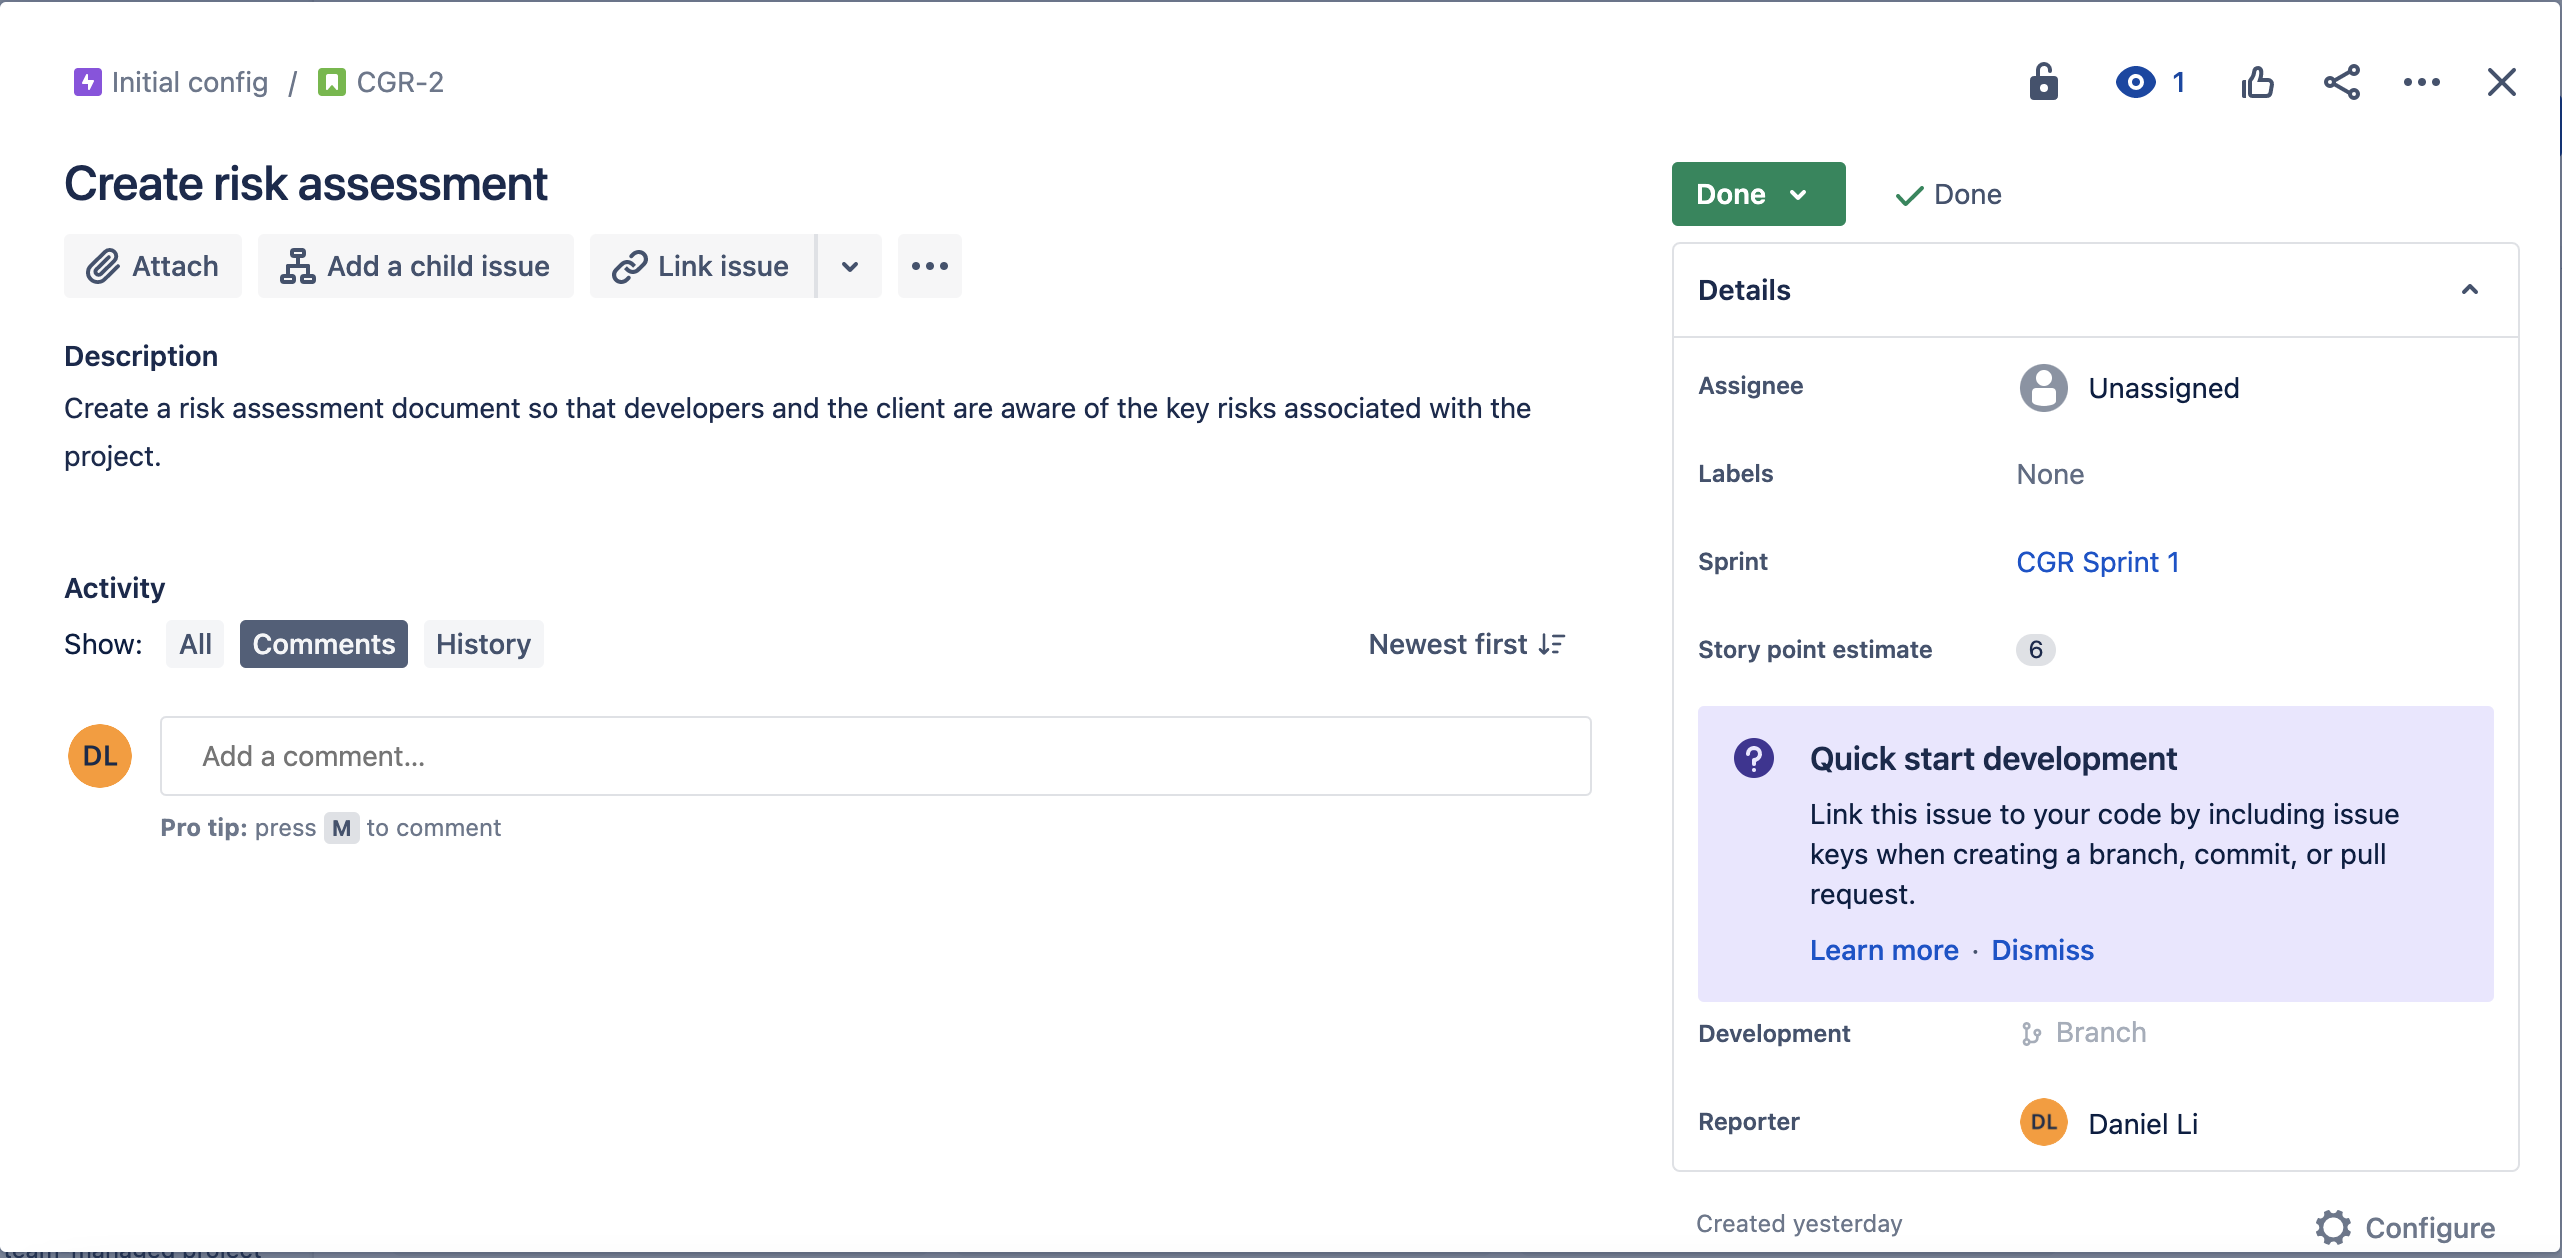 Initial config / CGR-2
1
Create risk assessment
Attach
Add a child issue
Link issue
Description
Create a risk assessment document so that developers and the client are aware of the key risks associated with the
project.
Activity
Show: All Comments History
Newest first
DL
Add a comment...
Pro tip: press M to comment
Done
Done
Details
Assignee Unassigned
Labels None
Sprint CGR Sprint 1
Story point estimate 6
? Quick start development
Link this issue to your code by including issue
keys when creating a branch, commit, or pull
request.
Learn more · Dismiss
Development Branch
Reporter DL Daniel Li
Created yesterday
Configure